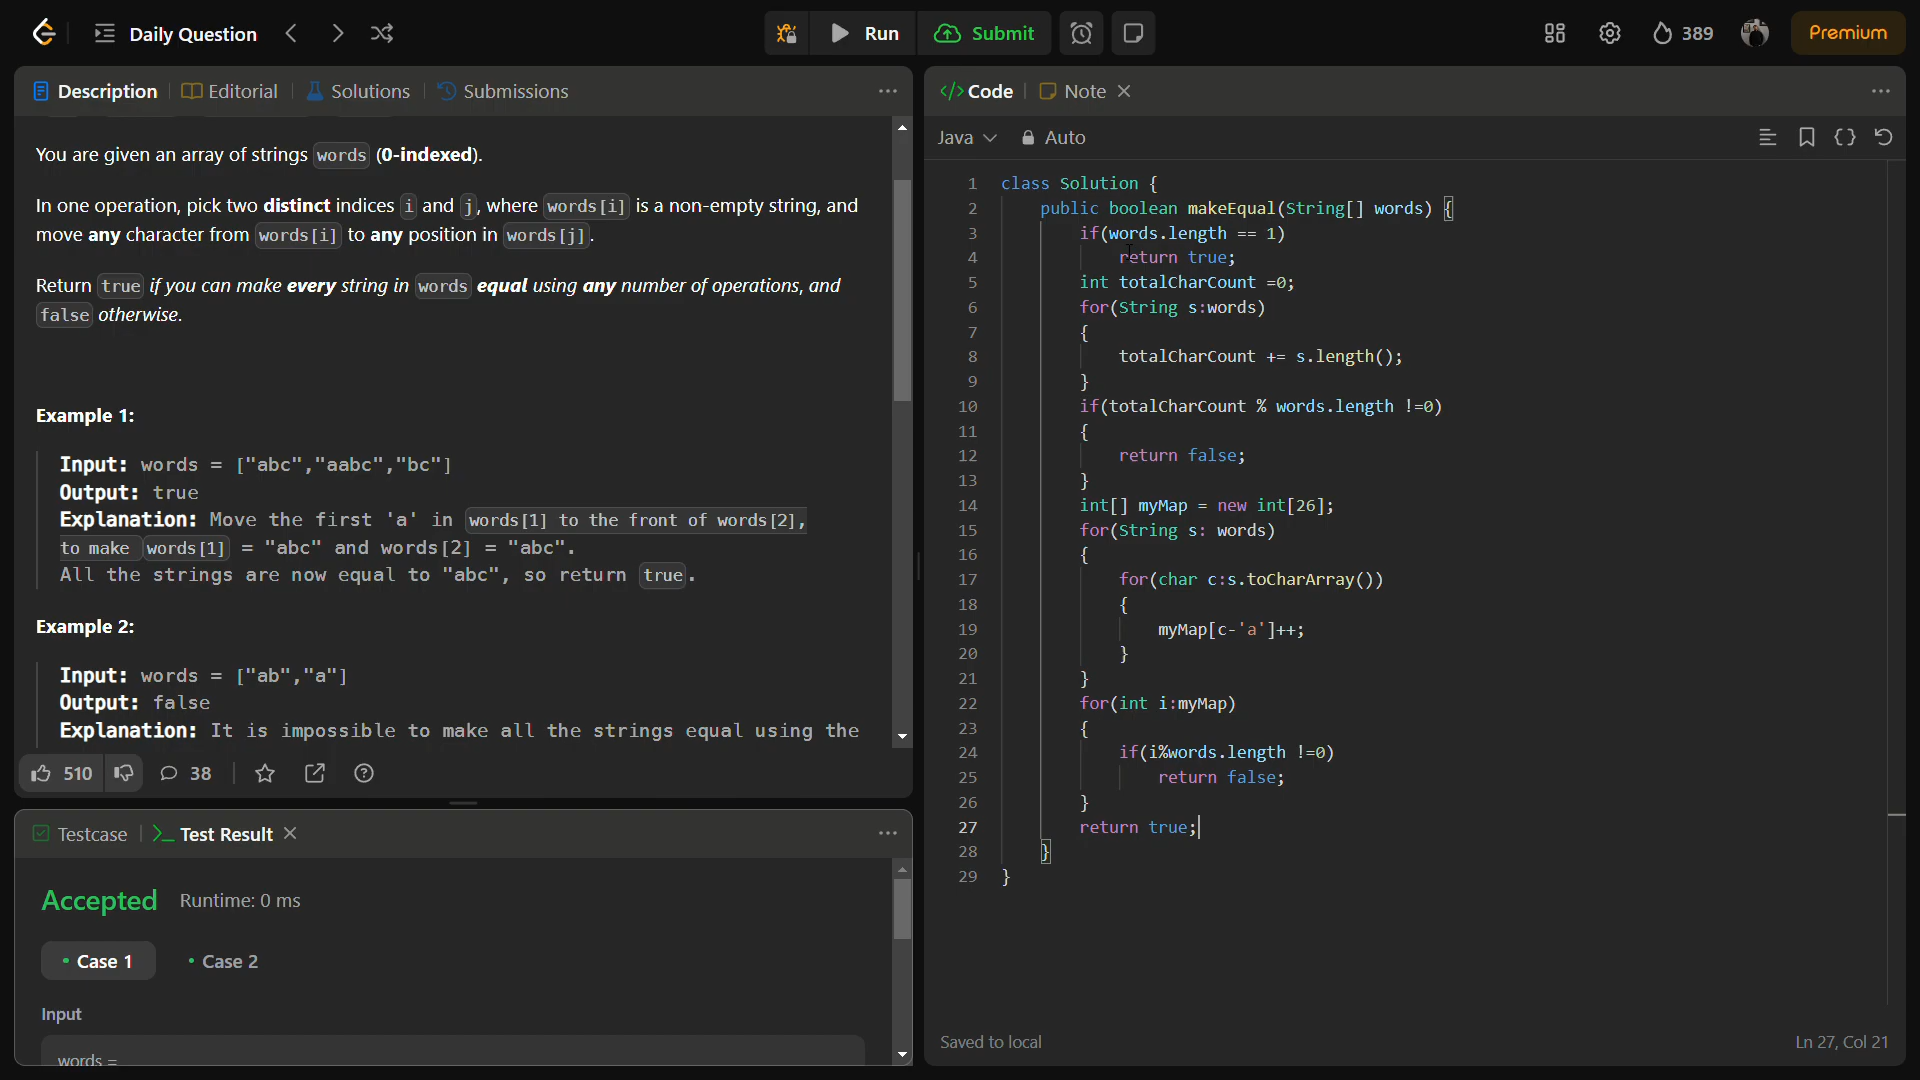 Daily Question
Run
Submit
389
Premium
Description
Editorial
Solutions
Submissions
You are given an array of strings words (0-indexed).
In one operation, pick two distinct indices i and j, where words[i] is a non-empty string, and
move any character from words[i] to any position in words[j].
Return true if you can make every string in words equal using any number of operations, and
false otherwise.
Example 1:
Input: words = ["abc","aabc","bc"]
Output: true
Explanation: Move the first 'a' in words[1] to the front of words[2],
to make words[1] = "abc" and words[2] = "abc".
All the strings are now equal to "abc", so return true.
Example 2:
Input: words = ["ab","a"]
Output: false
Explanation: It is impossible to make all the strings equal using the
510
38
Testcase
Test Result
Accepted Runtime: 0 ms
Case 1
Case 2
Input
words =
Code
Note
Java
Auto
1 class Solution {
2 public boolean makeEqual(String[] words) {
3 if(words.length == 1)
4 return true;
5 int totalCharCount =0;
6 for(String s:words)
7 {
8 totalCharCount += s.length();
9 }
10 if(totalCharCount % words.length !=0)
11 {
12 return false;
13 }
14 int[] myMap = new int[26];
15 for(String s: words)
16 {
17 for(char c:s.toCharArray())
18 {
19 myMap[c-'a']++;
20 }
21 }
22 for(int i:myMap)
23 {
24 if(i%words.length !=0)
25 return false;
26 }
27 return true;
28 }
29 }
Saved to local
Ln 27, Col 21